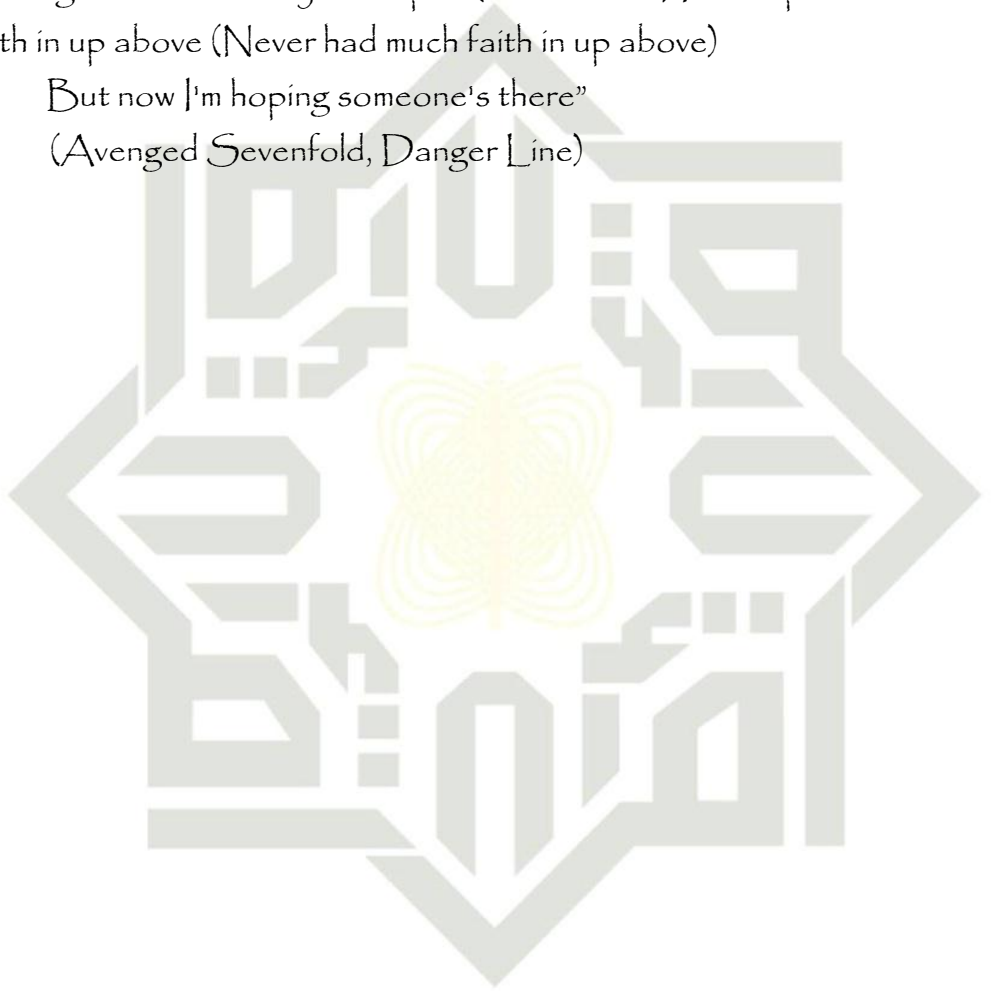 th in up above (Never had much faith in up above)
But now I'm hoping someone's there"
(Avenged Sevenfold, Danger Line)